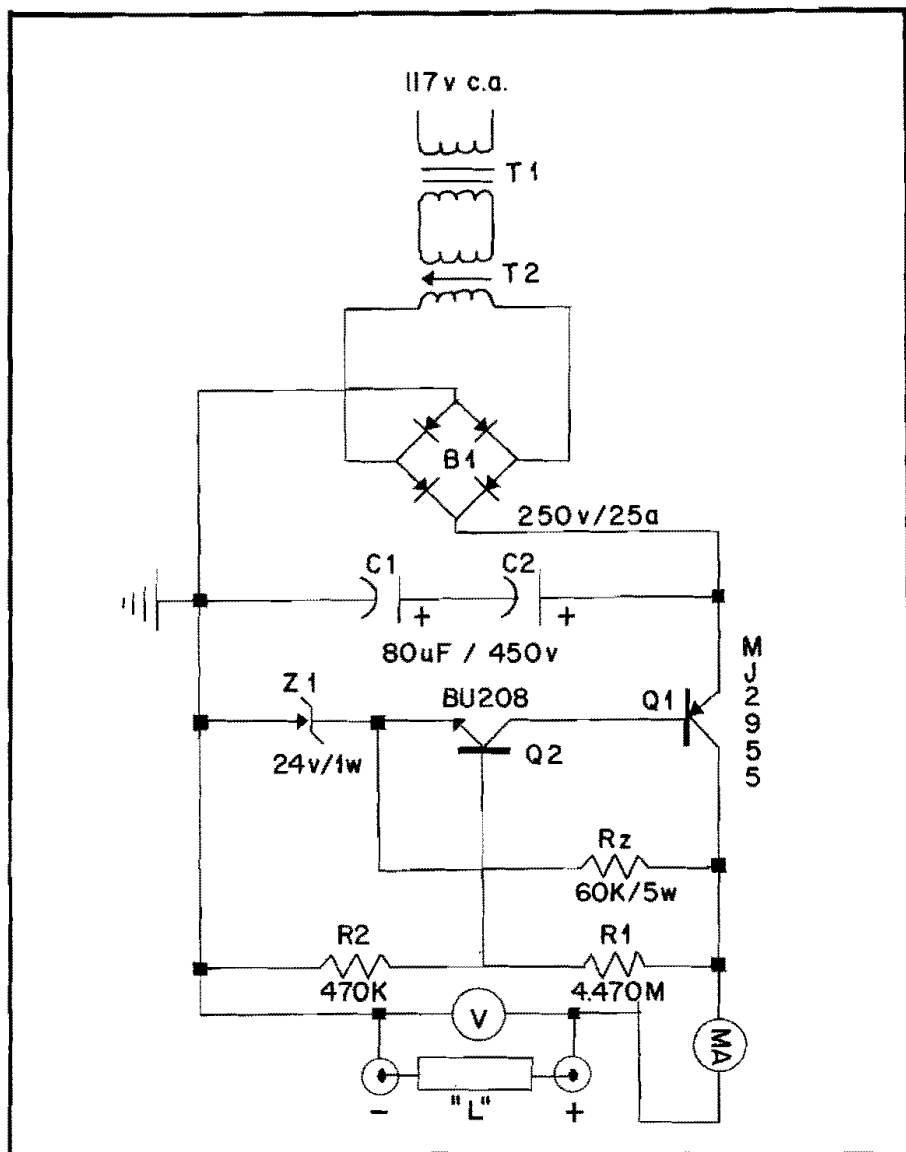 117v c.a.
T1
T2
B1
250v/25a
C1
C2
+
+
80uF / 450v
Z1
BU208
Q1
MJ2955
24v/1w
Q2
Rz
60K/5w
R2
R1
470K
4.470M
V
MA
-
"L"
+